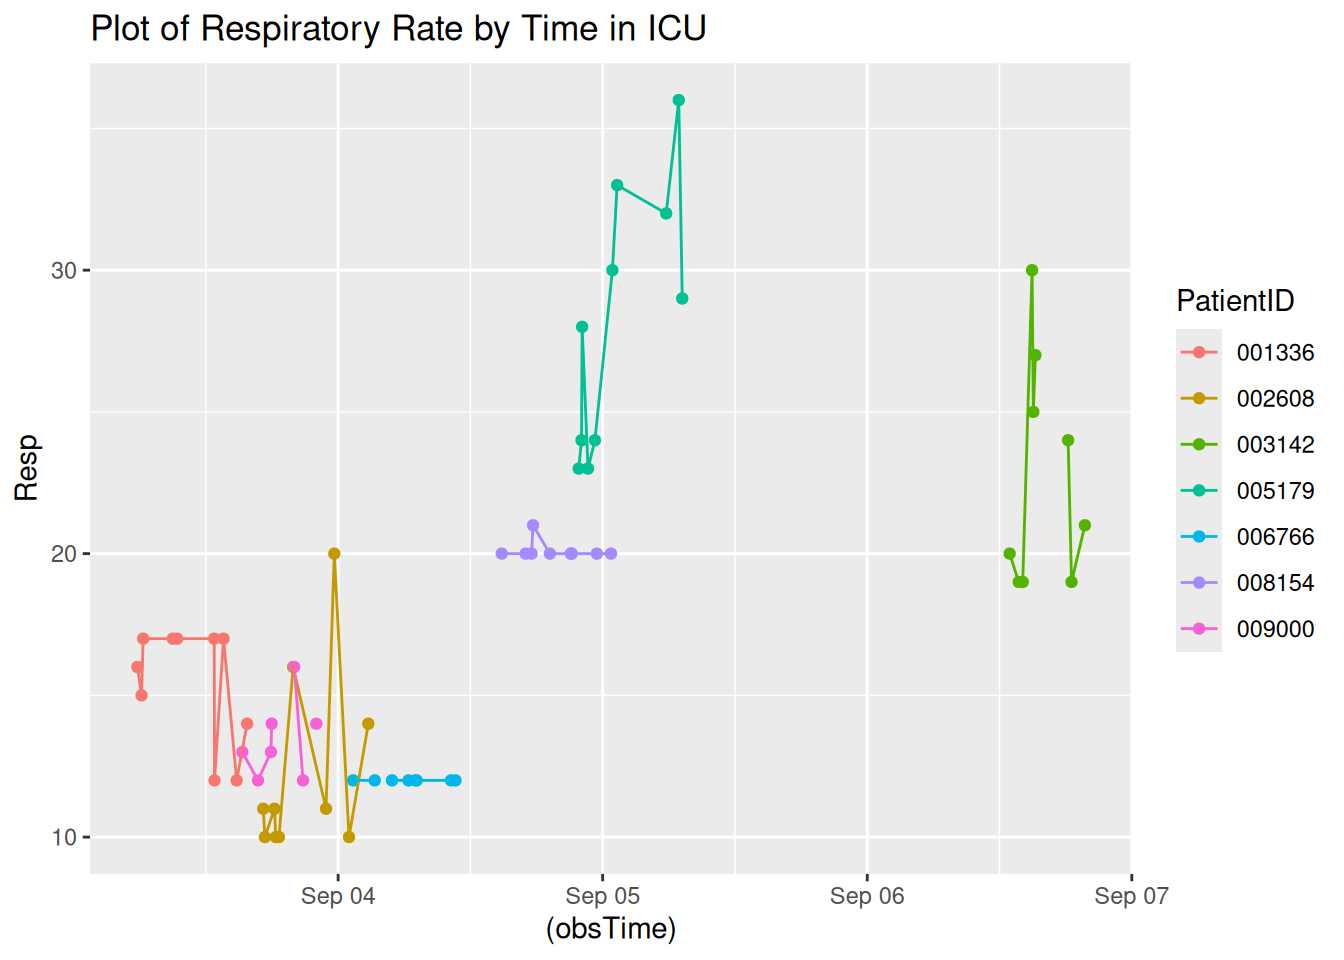 Plot of Respiratory Rate by Time in ICU
Resp
30
20
10
Sep 04
Sep 05
Sep 06
Sep 07
(obsTime)
PatientID
001336
002608
003142
005179
006766
008154
009000